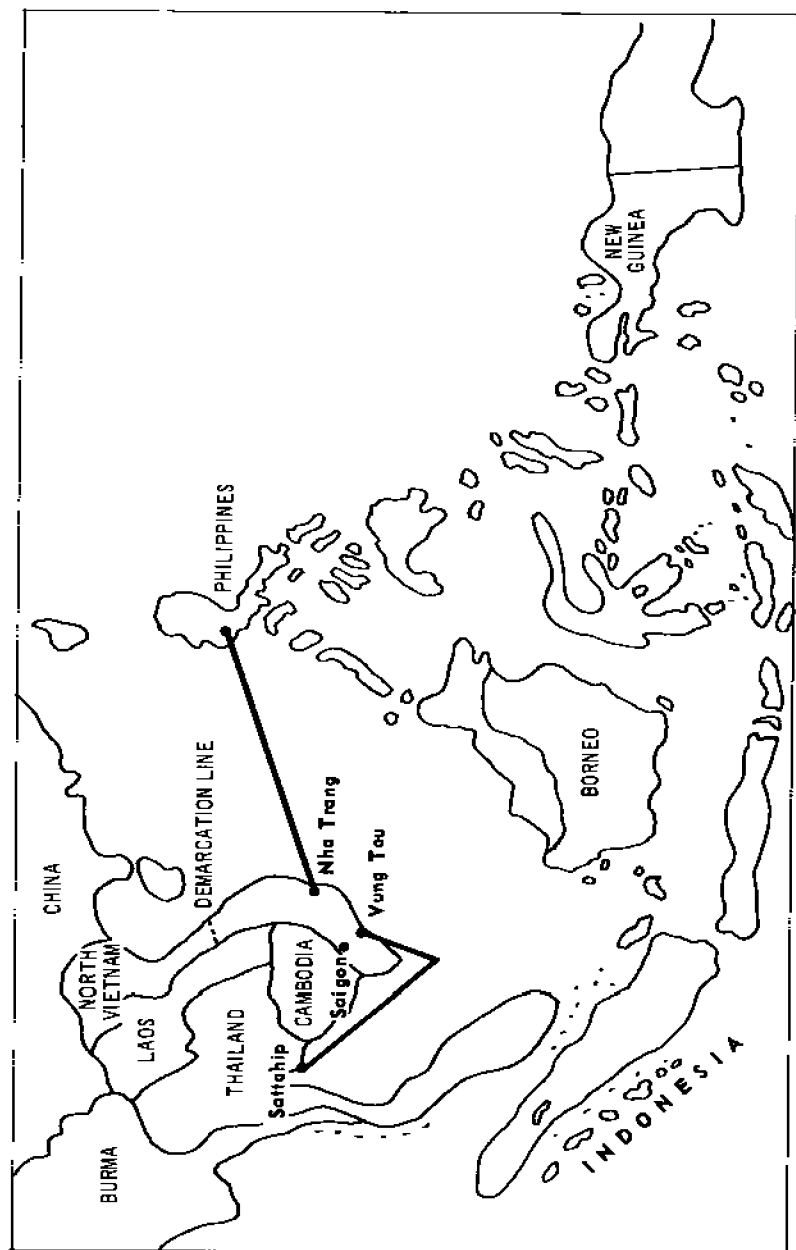 CHINA
BURMA
NORTH
VIETNAM
LAOS
DEMARCATION LINE
PHILIPPINES
THAILAND
CAMBODIA
Sattahip
Saigon
Nha Trang
Vung Tau
BORNEO
NEW
GUINEA
INDONESIA